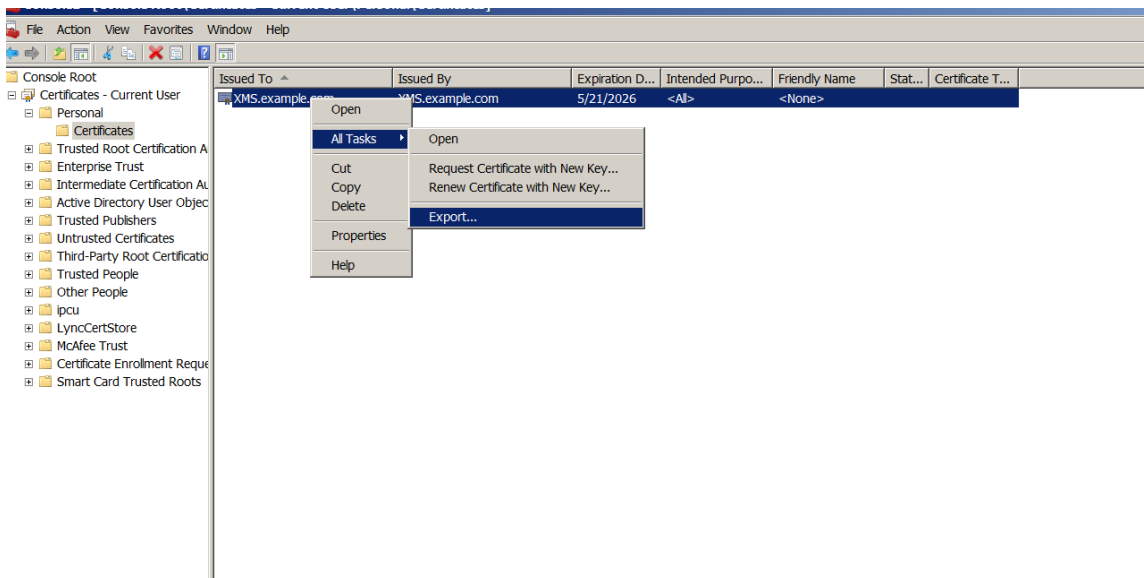 File Action View Favorites Window Help
Console Root
Certificates - Current User
Personal
Certificates
Trusted Root Certification A
Enterprise Trust
Intermediate Certification Au
Active Directory User Objec
Trusted Publishers
Untrusted Certificates
Third-Party Root Certificatio
Trusted People
Other People
ipcu
LyncCertStore
McAfee Trust
Certificate Enrollment Reque
Smart Card Trusted Roots
Issued To Issued By Expiration D... Intended Purpo... Friendly Name Stat... Certificate T...
XMS.example.com XMS.example.com 5/21/2026 <All> <None>
Open
All Tasks
Cut
Copy
Delete
Properties
Help
Open
Request Certificate with New Key...
Renew Certificate with New Key...
Export...